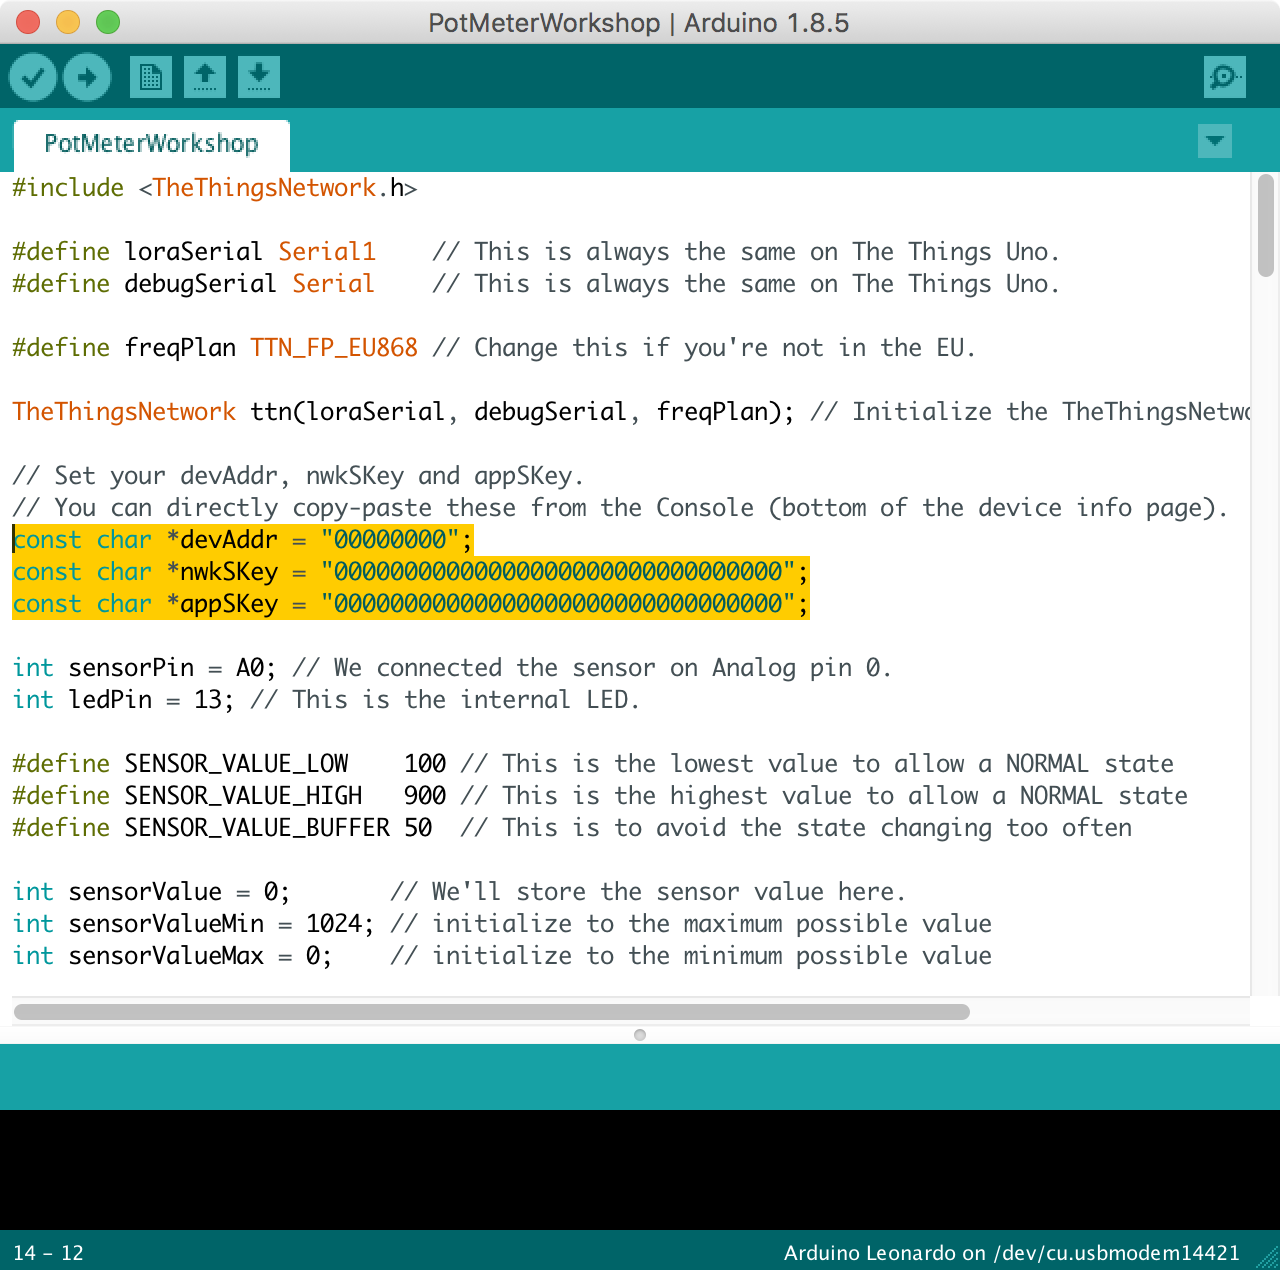 PotMeterWorkshop | Arduino 1.8.5
PotMeterWorkshop
#include <TheThingsNetwork.h>
#define loraSerial Serial1    // This is always the same on The Things Uno.
#define debugSerial Serial    // This is always the same on The Things Uno.
#define freqPlan TTN_FP_EU868 // Change this if you're not in the EU.
TheThingsNetwork ttn(loraSerial, debugSerial, freqPlan); // Initialize the TheThingsNetwo
// Set your devAddr, nwkSKey and appSKey.
// You can directly copy-paste these from the Console (bottom of the device info page).
const char *devAddr = "00000000";
const char *nwkSKey = "00000000000000000000000000000000";
const char *appSKey = "00000000000000000000000000000000";
int sensorPin = A0; // We connected the sensor on Analog pin 0.
int ledPin = 13; // This is the internal LED.
#define SENSOR_VALUE_LOW    100 // This is the lowest value to allow a NORMAL state
#define SENSOR_VALUE_HIGH   900 // This is the highest value to allow a NORMAL state
#define SENSOR_VALUE_BUFFER 50  // This is to avoid the state changing too often
int sensorValue = 0;       // We'll store the sensor value here.
int sensorValueMin = 1024; // initialize to the maximum possible value
int sensorValueMax = 0;    // initialize to the minimum possible value
14 - 12
Arduino Leonardo on /dev/cu.usbmodem14421